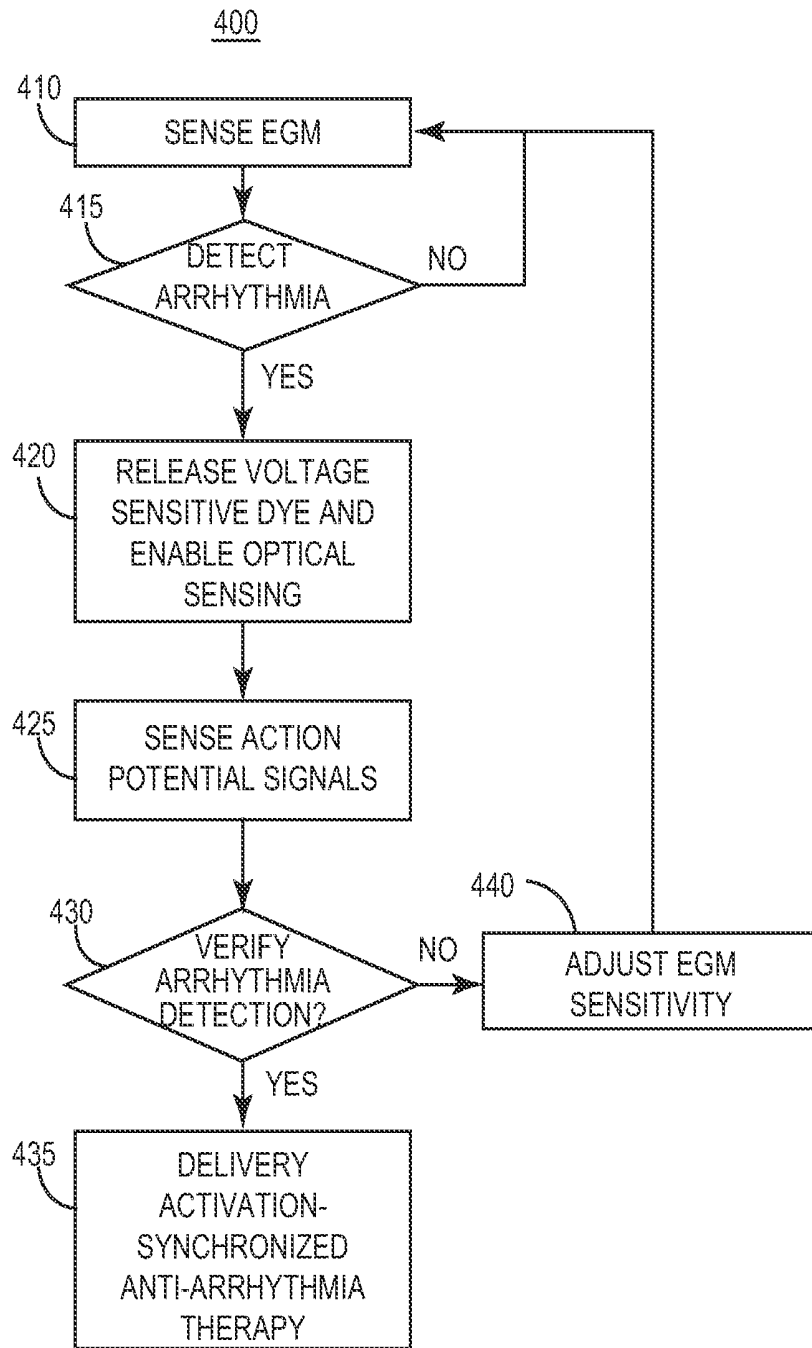 400
410
SENSE EGM
415
DETECT
ARRHYTHMIA
NO
YES
420
RELEASE VOLTAGE
SENSITIVE DYE AND
ENABLE OPTICAL
SENSING
425
SENSE ACTION
POTENTIAL SIGNALS
430
VERIFY
ARRHYTHMIA
DETECTION?
NO
440
ADJUST EGM
SENSITIVITY
YES
435
DELIVERY
ACTIVATION-
SYNCHRONIZED
ANTI-ARRHYTHMIA
THERAPY